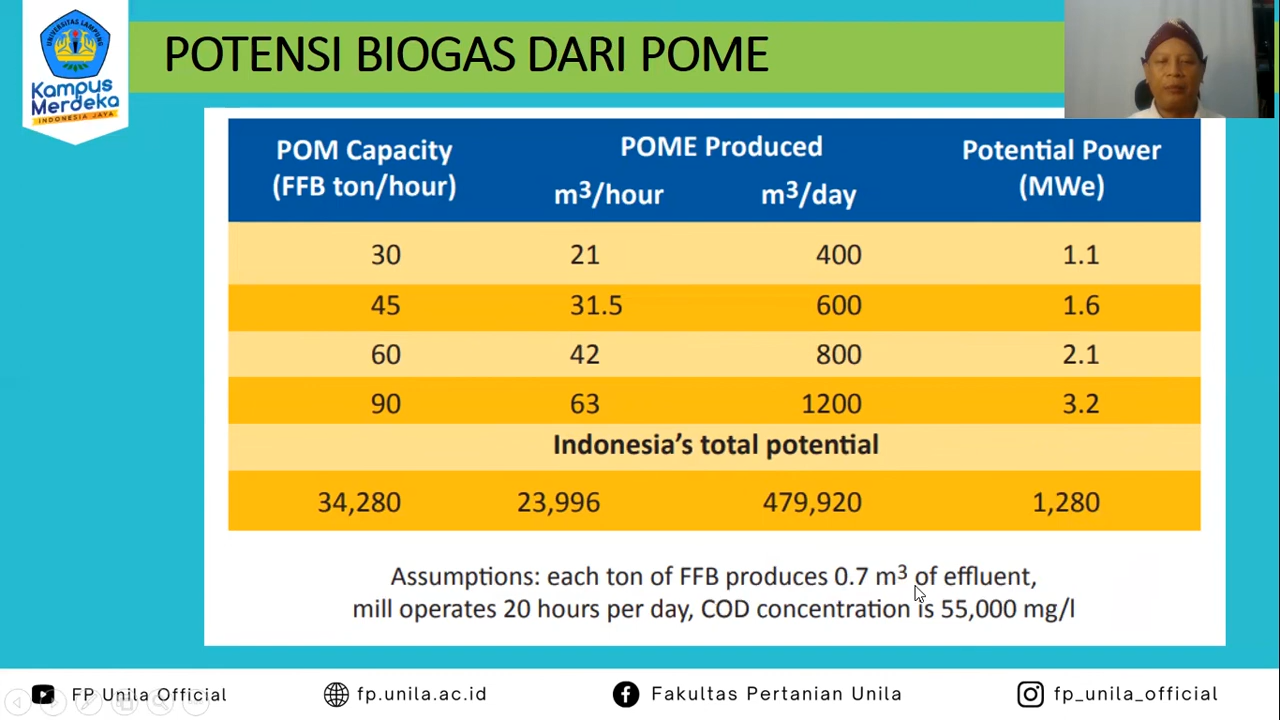 UNIVERSITAS LAMPUNG
Kampus
Merdeka
INDONESIA JAYA
POTENSI BIOGAS DARI POME
POM Capacity
(FFB ton/hour)
POME Produced
m3/hour m3/day
Potential Power
(MWe)
30 21 400 1.1
45 31.5 600 1.6
60 42 800 2.1
90 63 1200 3.2
Indonesia's total potential
34,280 23,996 479,920 1,280
Assumptions: each ton of FFB produces 0.7 m3 of effluent,
mill operates 20 hours per day, COD concentration is 55,000 mg/l
FP Unila Official fp.unila.ac.id Fakultas Pertanian Unila fp_unila_official